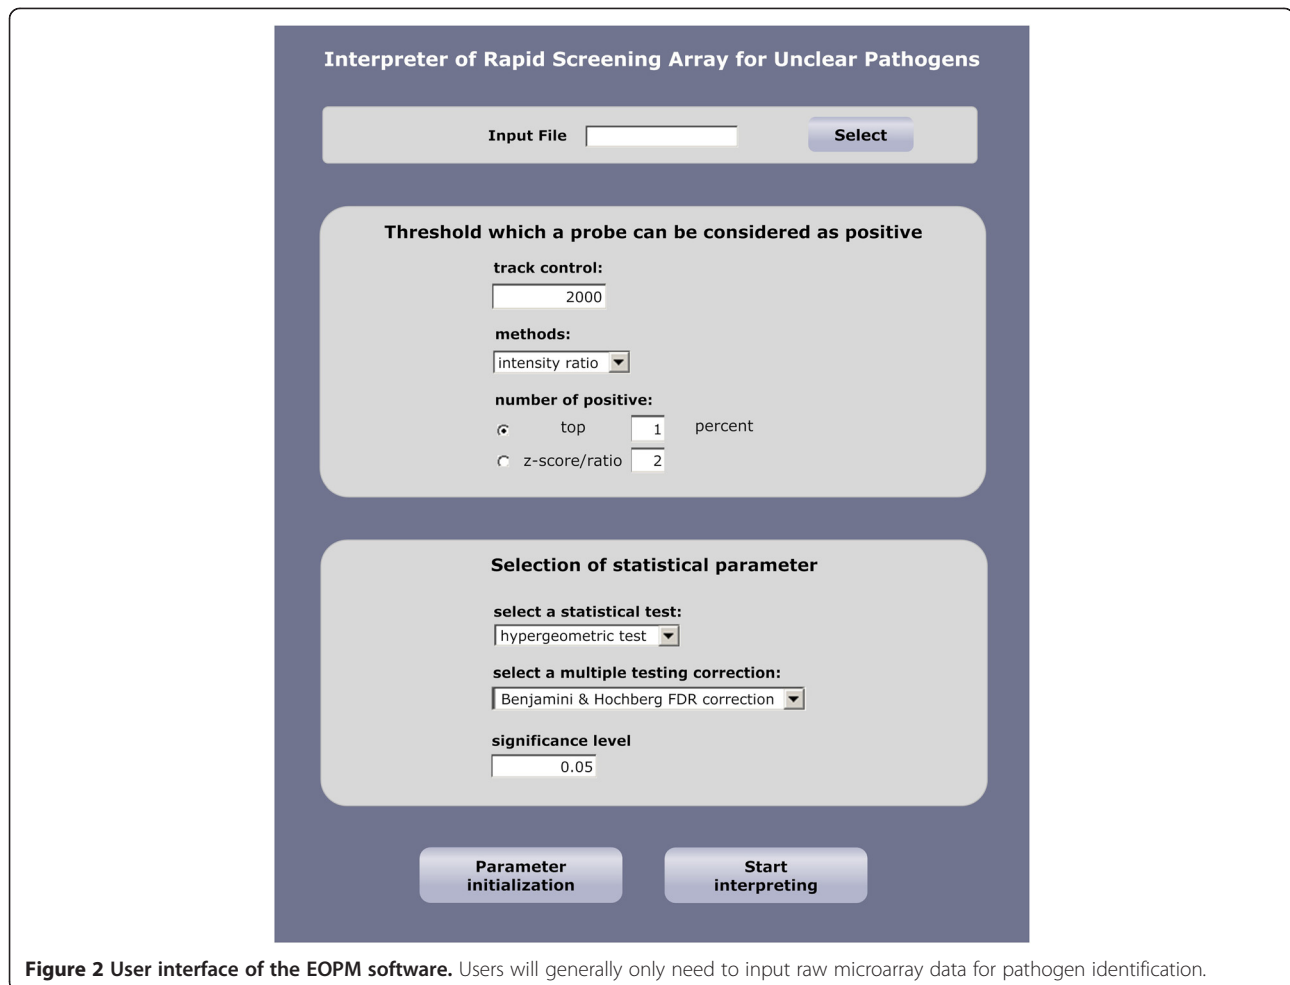 Interpreter of Rapid Screening Array for Unclear Pathogens
Input File Select
Threshold which a probe can be considered as positive
track control:
2000
methods:
intensity ratio
number of positive:
top 1 percent
z-score/ratio 2
Selection of statistical parameter
select a statistical test:
hypergeometric test
select a multiple testing correction:
Benjamini & Hochberg FDR correction
significance level
0.05
Parameter
initialization
Start
interpreting
Figure 2 User interface of the EOPM software. Users will generally only need to input raw microarray data for pathogen identification.